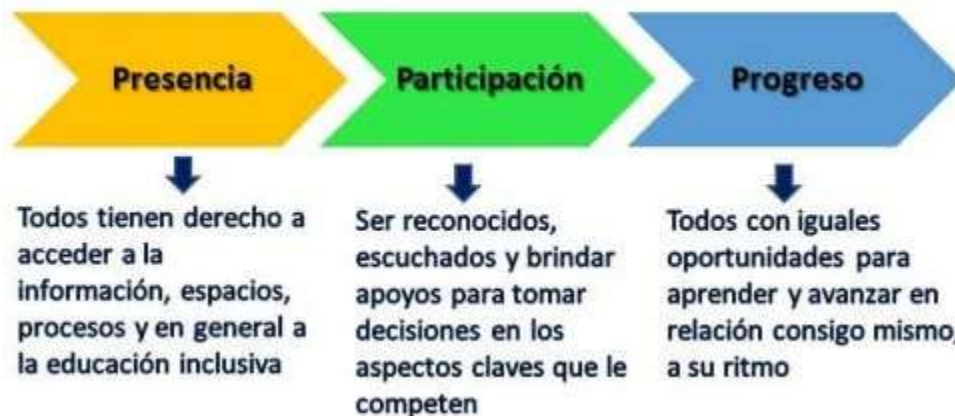 Presencia
Participación
Progreso
Todos tienen derecho a
acceder a la
información, espacios,
procesos y en general a
la educación inclusiva
Ser reconocidos,
escuchados y brindar
apoyos para tomar
decisiones en los
aspectos claves que le
competen
Todos con iguales
oportunidades para
aprender y avanzar en
relación consigo mismo,
a su ritmo